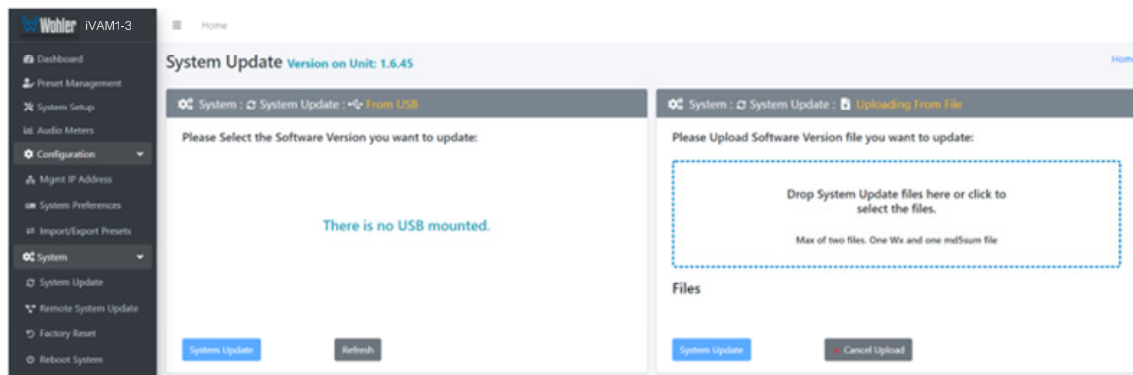 Wohler iVAM1-3
Home
Dashboard
Preset Management
System Setup
Audio Meters
Configuration
Mgmt IP Address
System Preferences
Import/Export Presets
System
System Update
Remote System Update
Factory Reset
Reboot System
System Update Version on Unit: 1.6.45
Home
System : System Update : From USB
Please Select the Software Version you want to update:
There is no USB mounted.
System Update Refresh
System : System Update : Uploading From File
Please Upload Software Version file you want to update:
Drop System Update files here or click to
select the files.
Max of two files. One Wx and one md5sum file
Files
System Update Cancel Upload